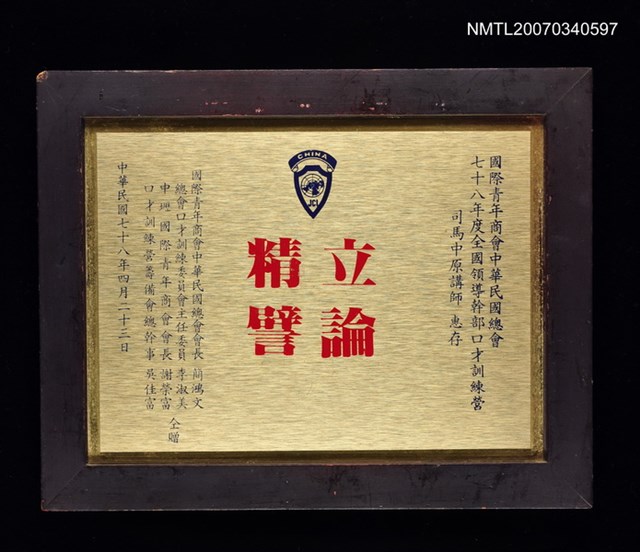 NMTL20070340597
CHINA
JCI
國際青年商會中華民國總會
七十八年度全國領導幹部口才訓練營
司馬中原講師 惠存
立論
精譬
國際青年商會中華民國總會會長 簡鴻文
總會口才訓練委員會主任委員 李淑美
中壢國際青年商會會長 謝榮富
口才訓練營籌備會總幹事 吳佳富
仝贈
中華民國七十八年四月二十二日